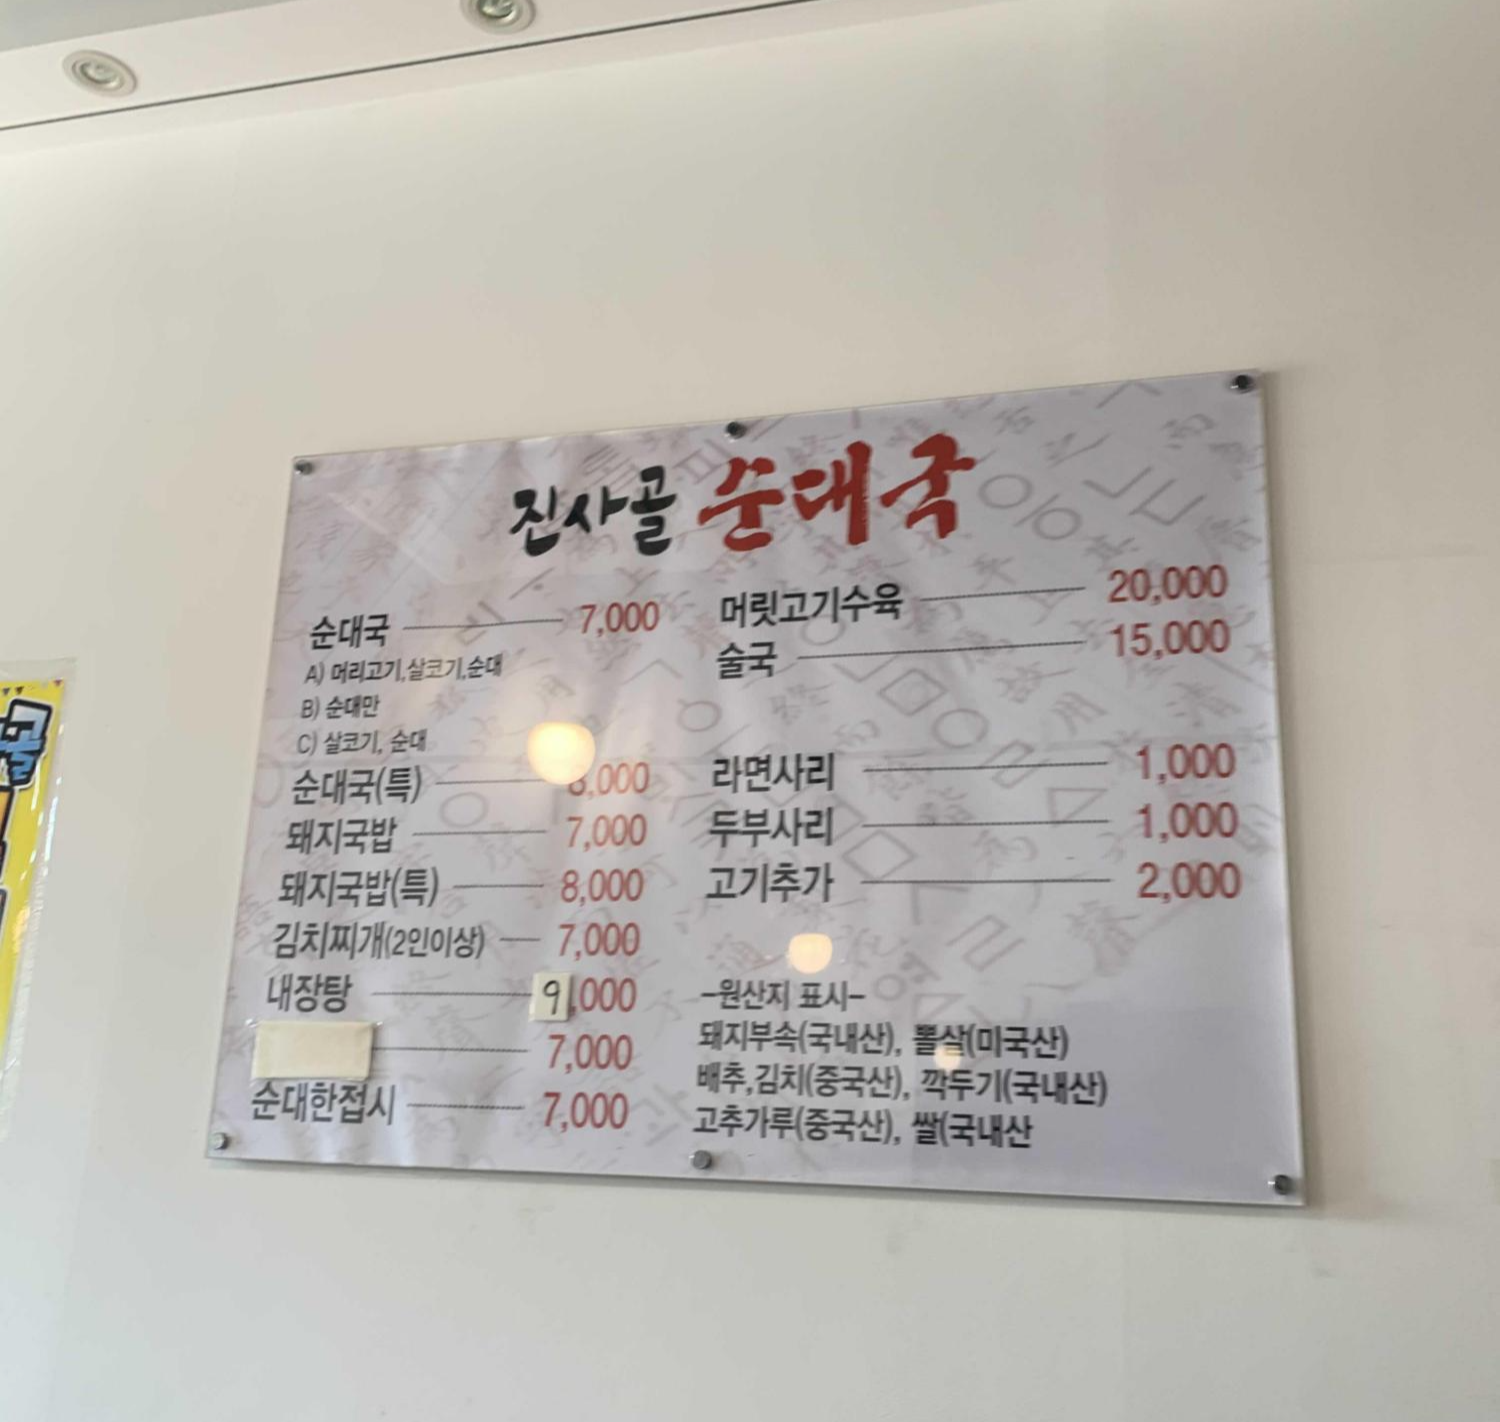 진사골 순대국
순대국 7,000
A) 머리고기,살코기,순대
B) 순대만
C) 살코기, 순대
순대국(특) 8,000
돼지국밥 7,000
돼지국밥(특) 8,000
김치찌개(2인이상) 7,000
내장탕 9,000
7,000
순대한접시 7,000
머릿고기수육 20,000
술국 15,000
라면사리 1,000
두부사리 1,000
고기추가 2,000
-원산지 표시-
돼지부속(국내산), 뽈살(미국산)
배추,김치(중국산), 깍두기(국내산)
고추가루(중국산), 쌀(국내산